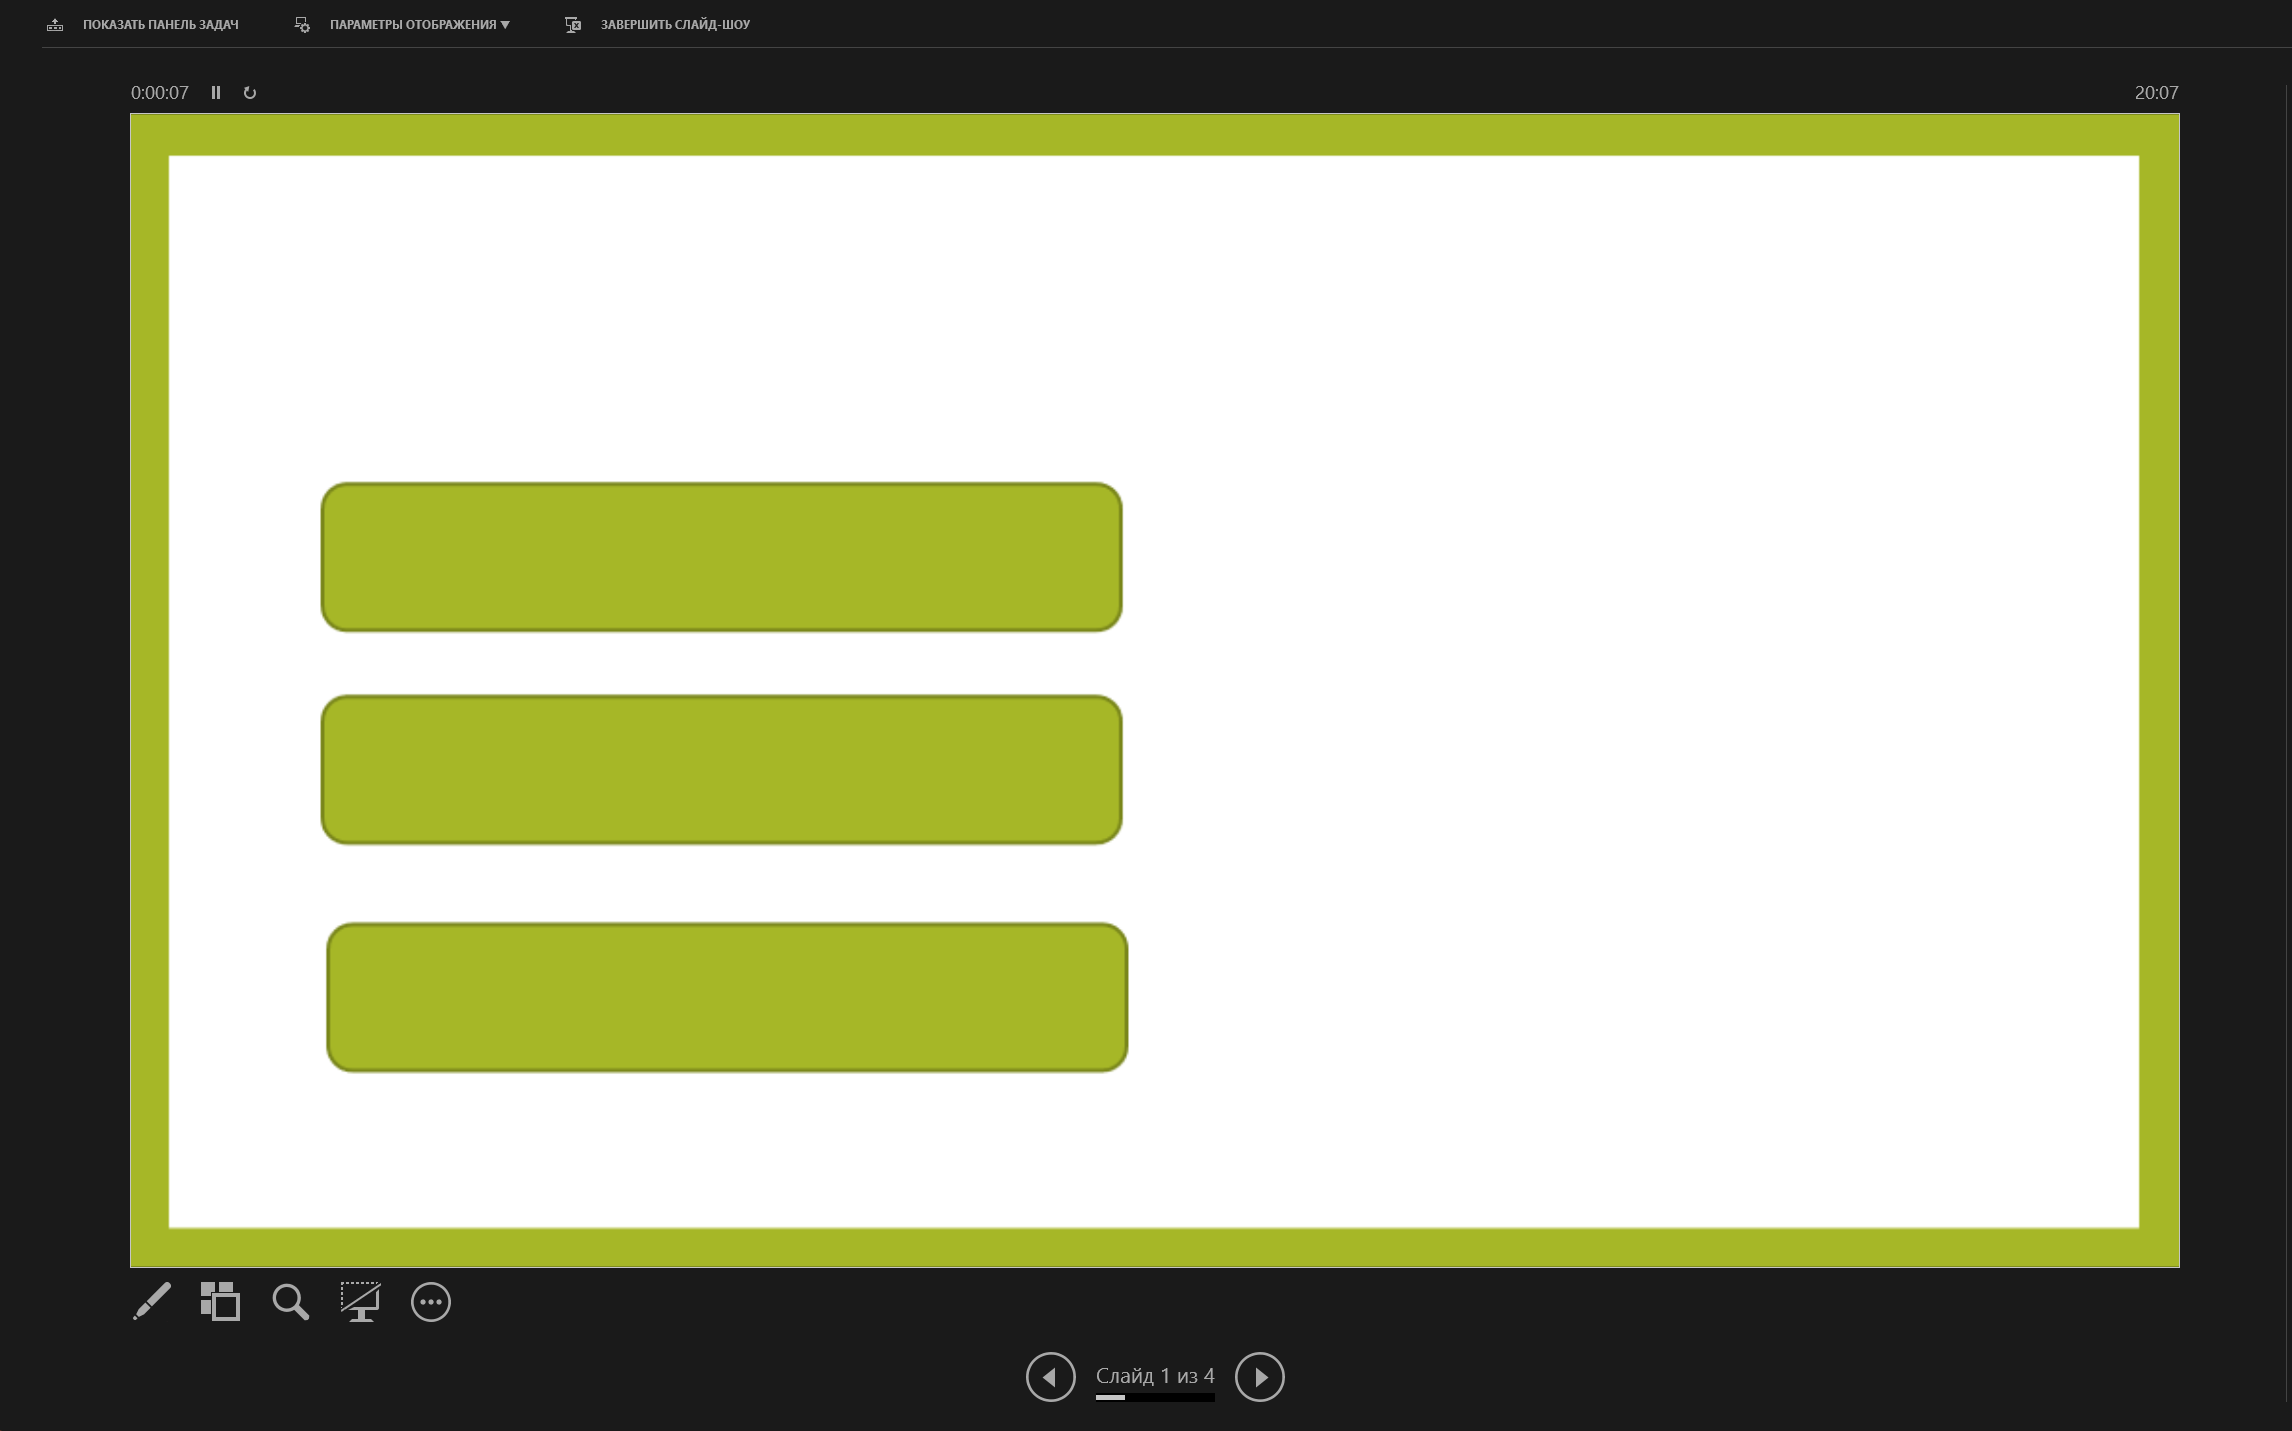 ПОКАЗАТЬ ПАНЕЛЬ ЗАДАЧ ПАРАМЕТРЫ ОТОБРАЖЕНИЯ ▼ ЗАВЕРШИТЬ СЛАЙД-ШОУ
0:00:07 20:07
Слайд 1 из 4